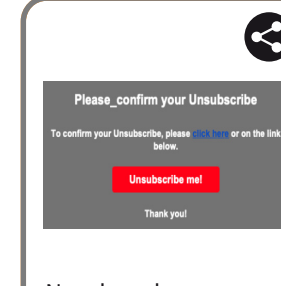 Please_confirm your Unsubscribe
To confirm your Unsubscribe, please click here or on the link
below.
Unsubscribe me!
Thank you!